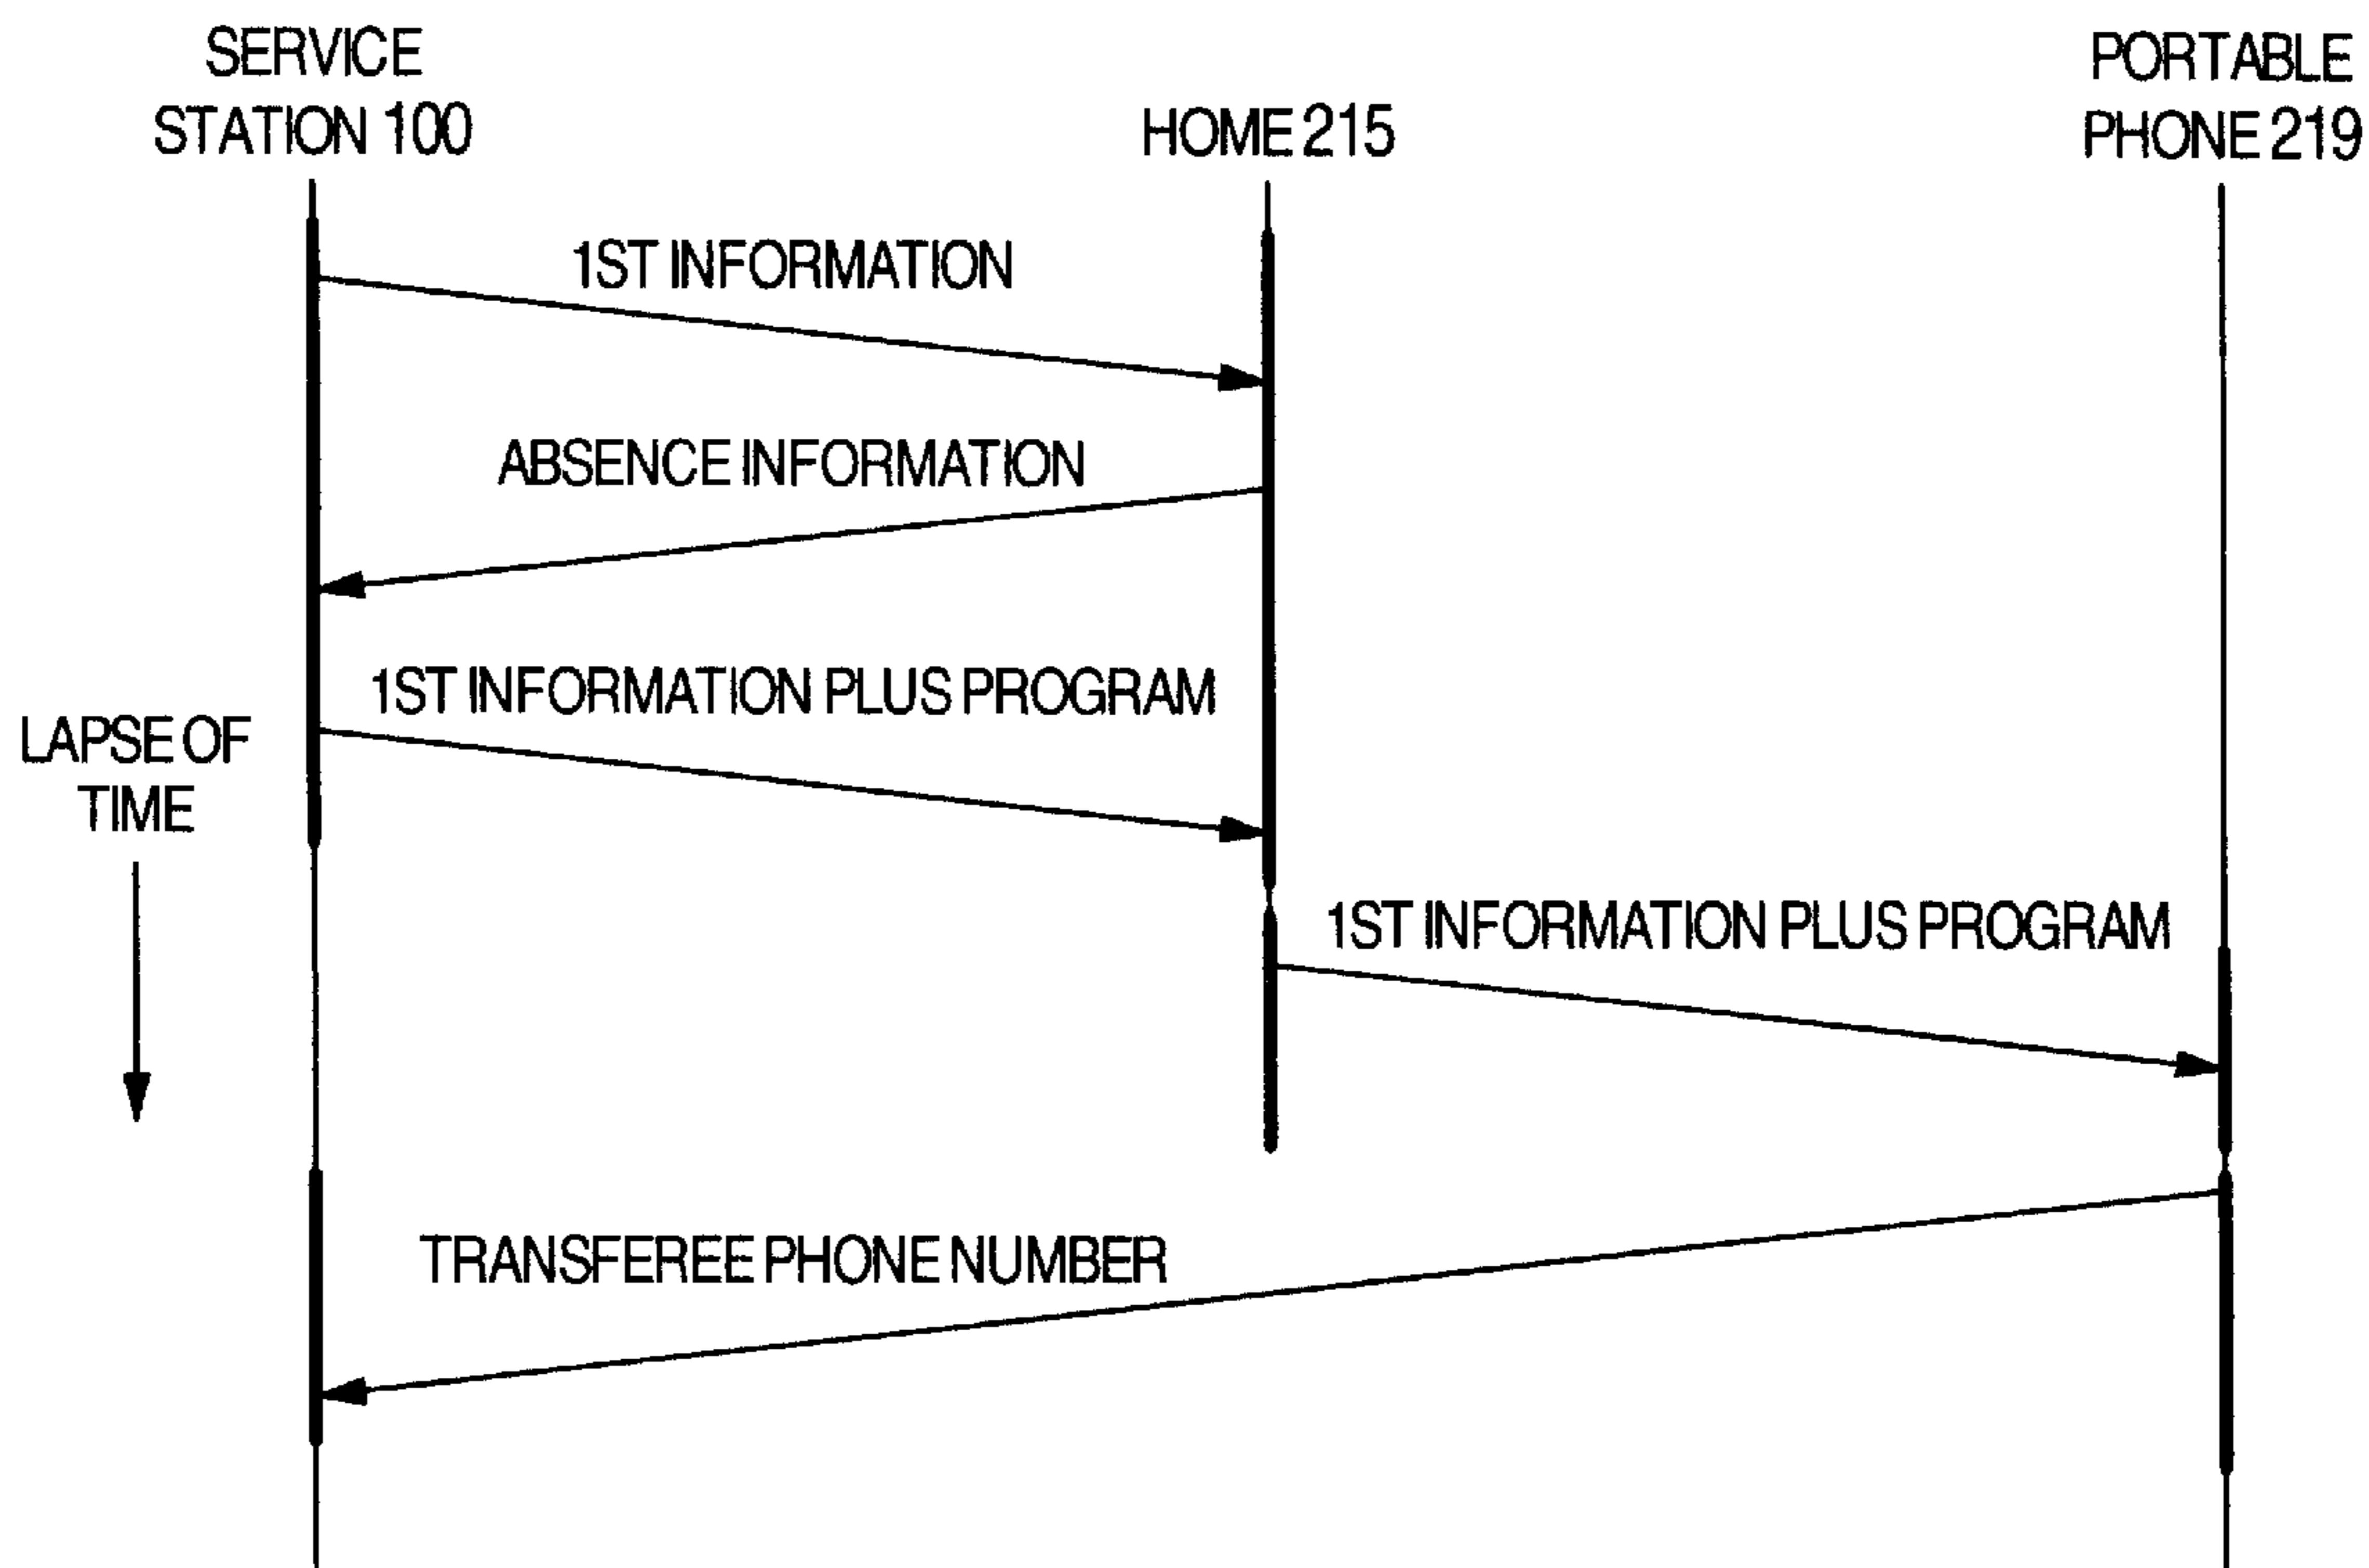 SERVICE
STATION 100
HOME 215
PORTABLE
PHONE 219
1ST INFORMATION
ABSENCE INFORMATION
1ST INFORMATION PLUS PROGRAM
LAPSE OF
TIME
1ST INFORMATION PLUS PROGRAM
TRANSFEREE PHONE NUMBER